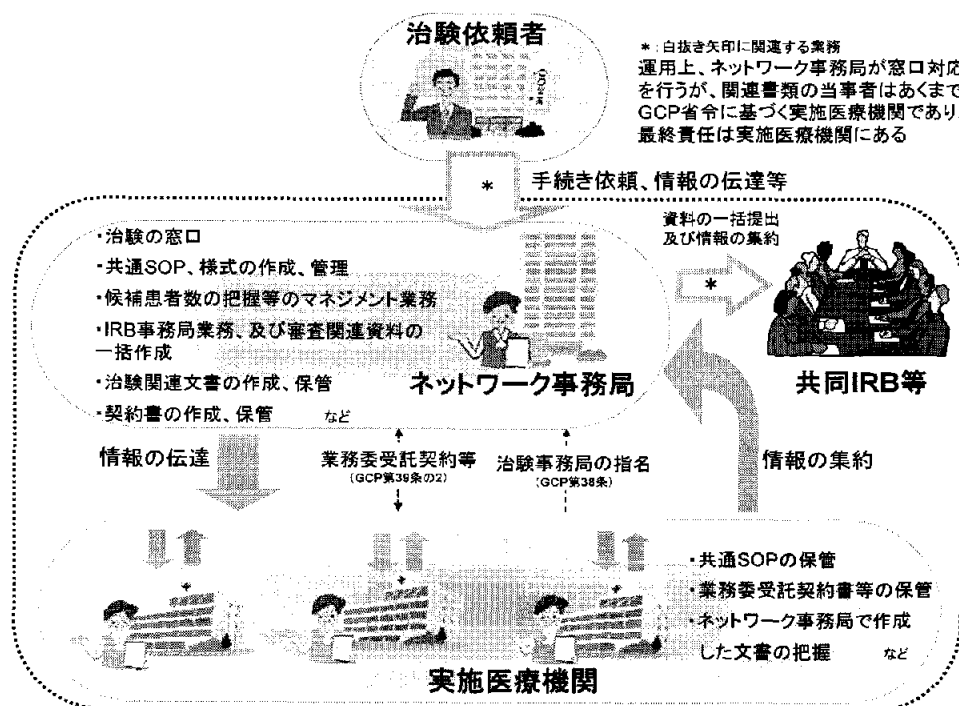 治験依頼者
*：白抜き矢印に関連する業務
運用上、ネットワーク事務局が窓口対応
を行うが、関連書類の当事者はあくまで
GCP省令に基づく実施医療機関であり、
最終責任は実施医療機関にある
*
手続き依頼、情報の伝達等
・治験の窓口
・共通SOP、様式の作成、管理
・候補患者数の把握等のマネジメント業務
・IRB事務局業務、及び審査関連資料の
一括作成
・治験関連文書の作成、保管
・契約書の作成、保管 など
ネットワーク事務局
資料の一括提出
及び情報の集約
*
共同IRB等
情報の伝達
業務委受託契約等
(GCP第39条の2)
治験事務局の指名
(GCP第38条)
情報の集約
・共通SOPの保管
・業務委受託契約書等の保管
・ネットワーク事務局で作成
した文書の把握 など
実施医療機関